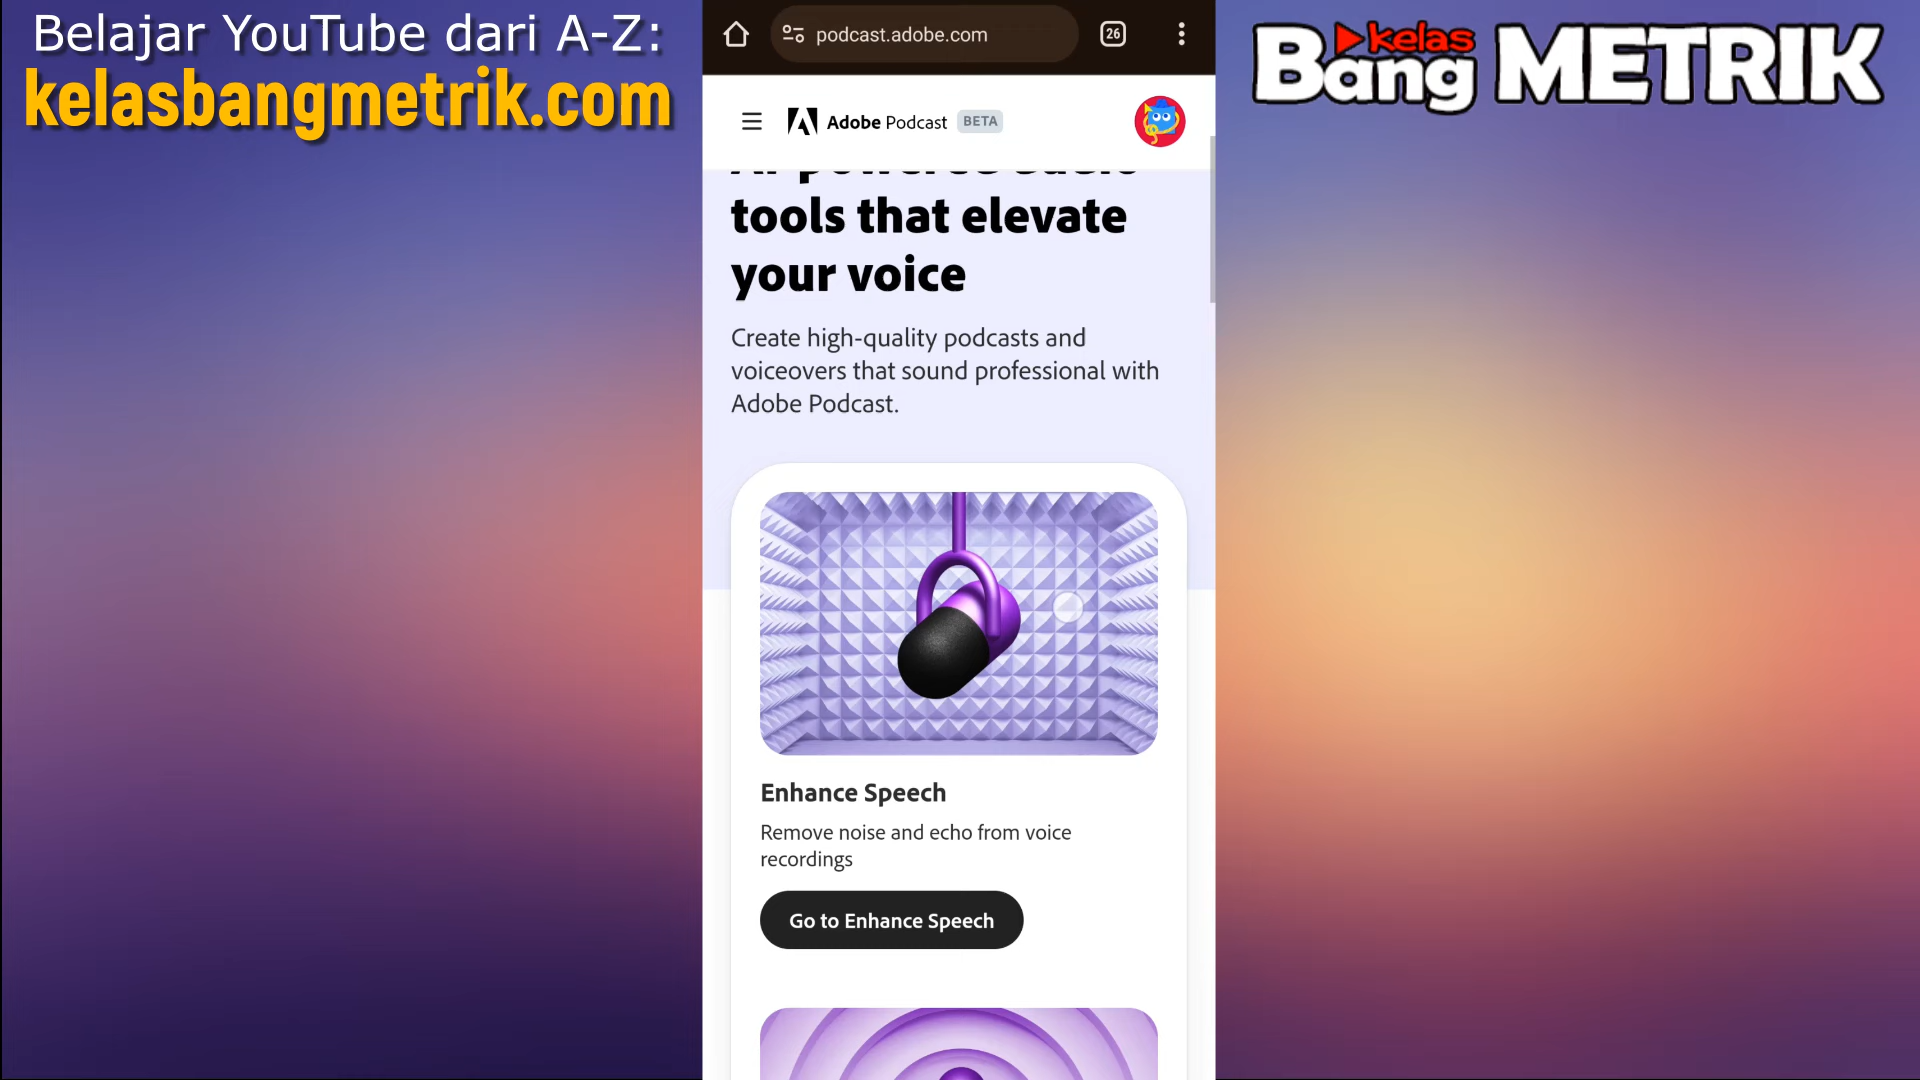 Belajar YouTube dari A-Z:
kelasbangmetrik.com
podcast.adobe.com
26
kelas
Bang METRIK
Adobe Podcast BETA
tools that elevate
your voice
Create high-quality podcasts and
voiceovers that sound professional with
Adobe Podcast.
Enhance Speech
Remove noise and echo from voice
recordings
Go to Enhance Speech